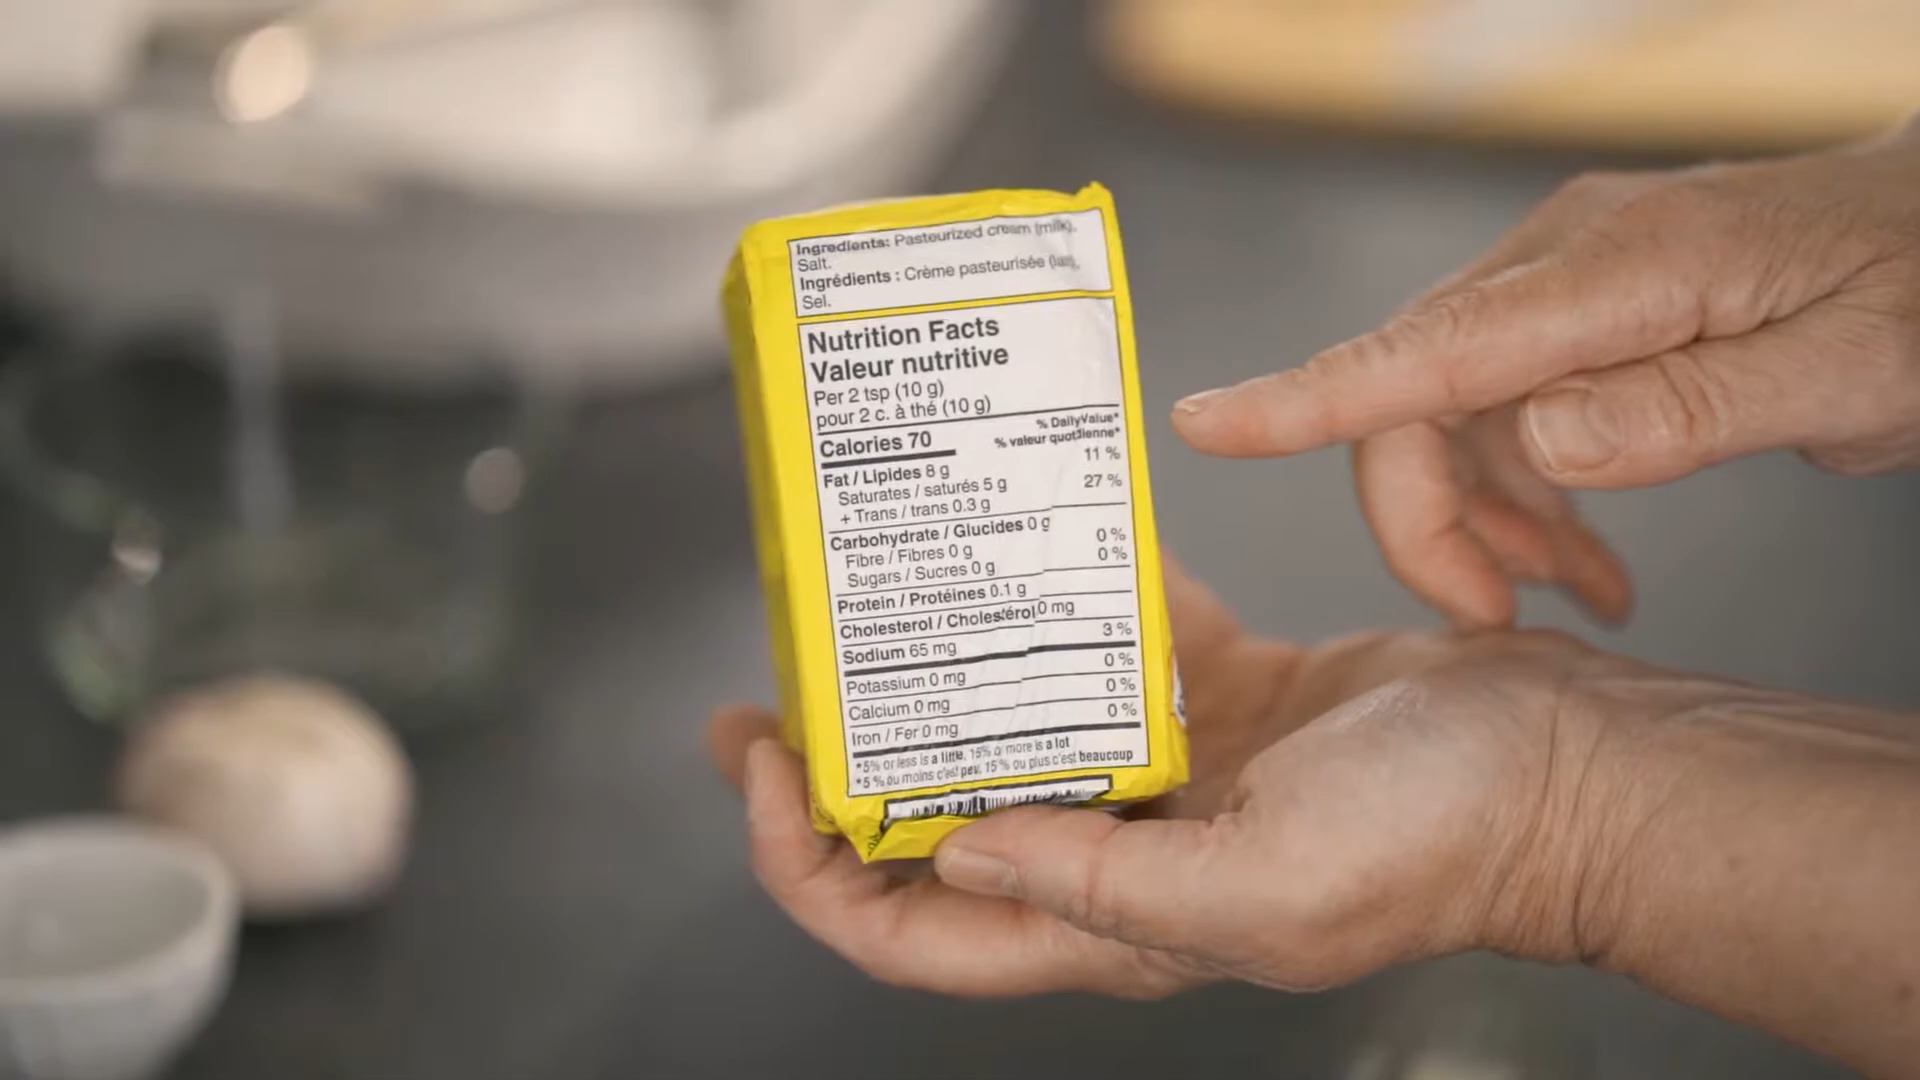 Ingredients: Pasteurized cream (milk),
Salt.
Ingrédients : Crème pasteurisée (lait),
Sel.
Nutrition Facts
Valeur nutritive
Per 2 tsp (10 g)
pour 2 c. à thé (10 g)
% DailyValue*
Calories 70 % valeur quotidienne*
Fat / Lipides 8 g 11 %
Saturates / saturés 5 g 27 %
+ Trans / trans 0.3 g
Carbohydrate / Glucides 0 g
Fibre / Fibres 0 g 0 %
Sugars / Sucres 0 g 0 %
Protein / Protéines 0.1 g
Cholesterol / Cholestérol 0 mg
Sodium 65 mg 3 %
Potassium 0 mg 0 %
Calcium 0 mg 0 %
Iron / Fer 0 mg 0 %
*5% or less is a little, 15% or more is a lot
*5 % ou moins c'est peu, 15 % ou plus c'est beaucoup